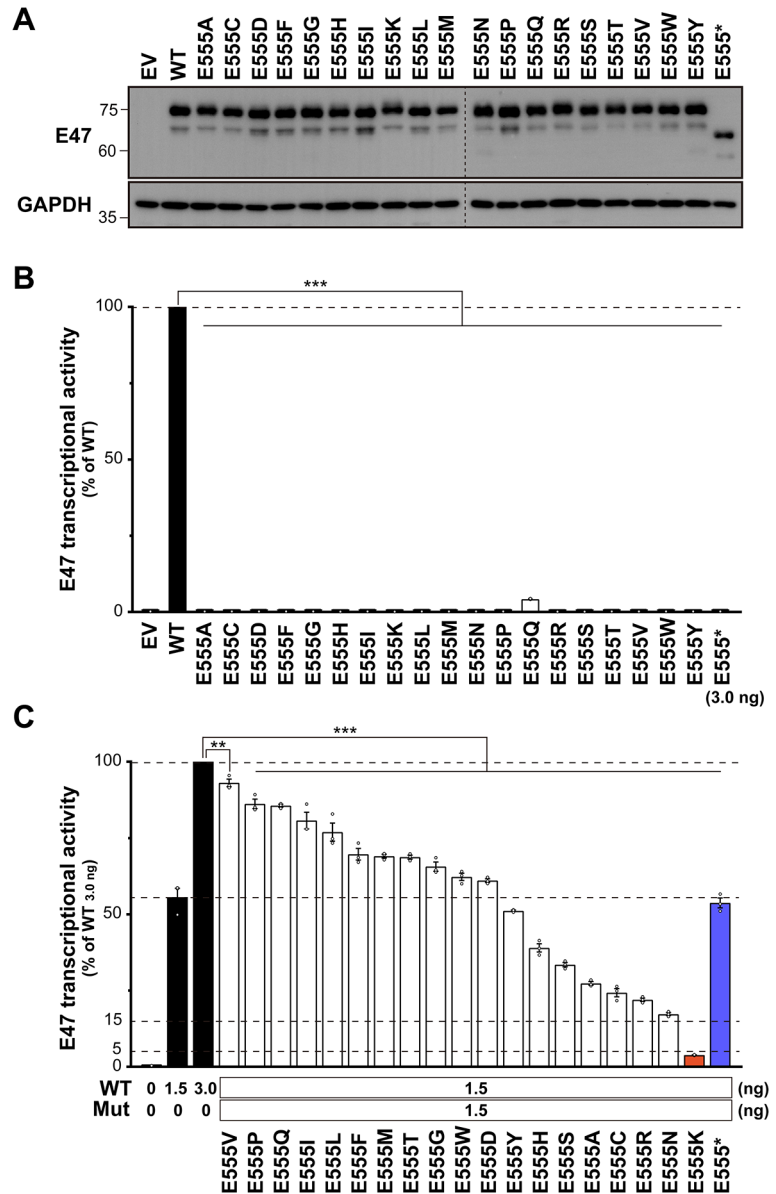 A
EV WT E555A E555C E555D E555F E555G E555H E555I E555K E555L E555M E555N E555P E555Q E555R E555S E555T E555V E555W E555Y E555*
75
E47
60
GAPDH
35
B
***
100
50
0
E47 transcriptional activity
(% of WT)
EV WT E555A E555C E555D E555F E555G E555H E555I E555K E555L E555M E555N E555P E555Q E555R E555S E555T E555V E555W E555Y E555*
(3.0 ng)
C
***
**
100
50
15
5
0
E47 transcriptional activity
(% of WT 3.0 ng)
WT 0 1.5 3.0 1.5 (ng)
Mut 0 0 0 1.5 (ng)
E555V E555P E555Q E555I E555L E555F E555M E555T E555G E555W E555D E555Y E555H E555S E555A E555C E555R E555N E555K E555*